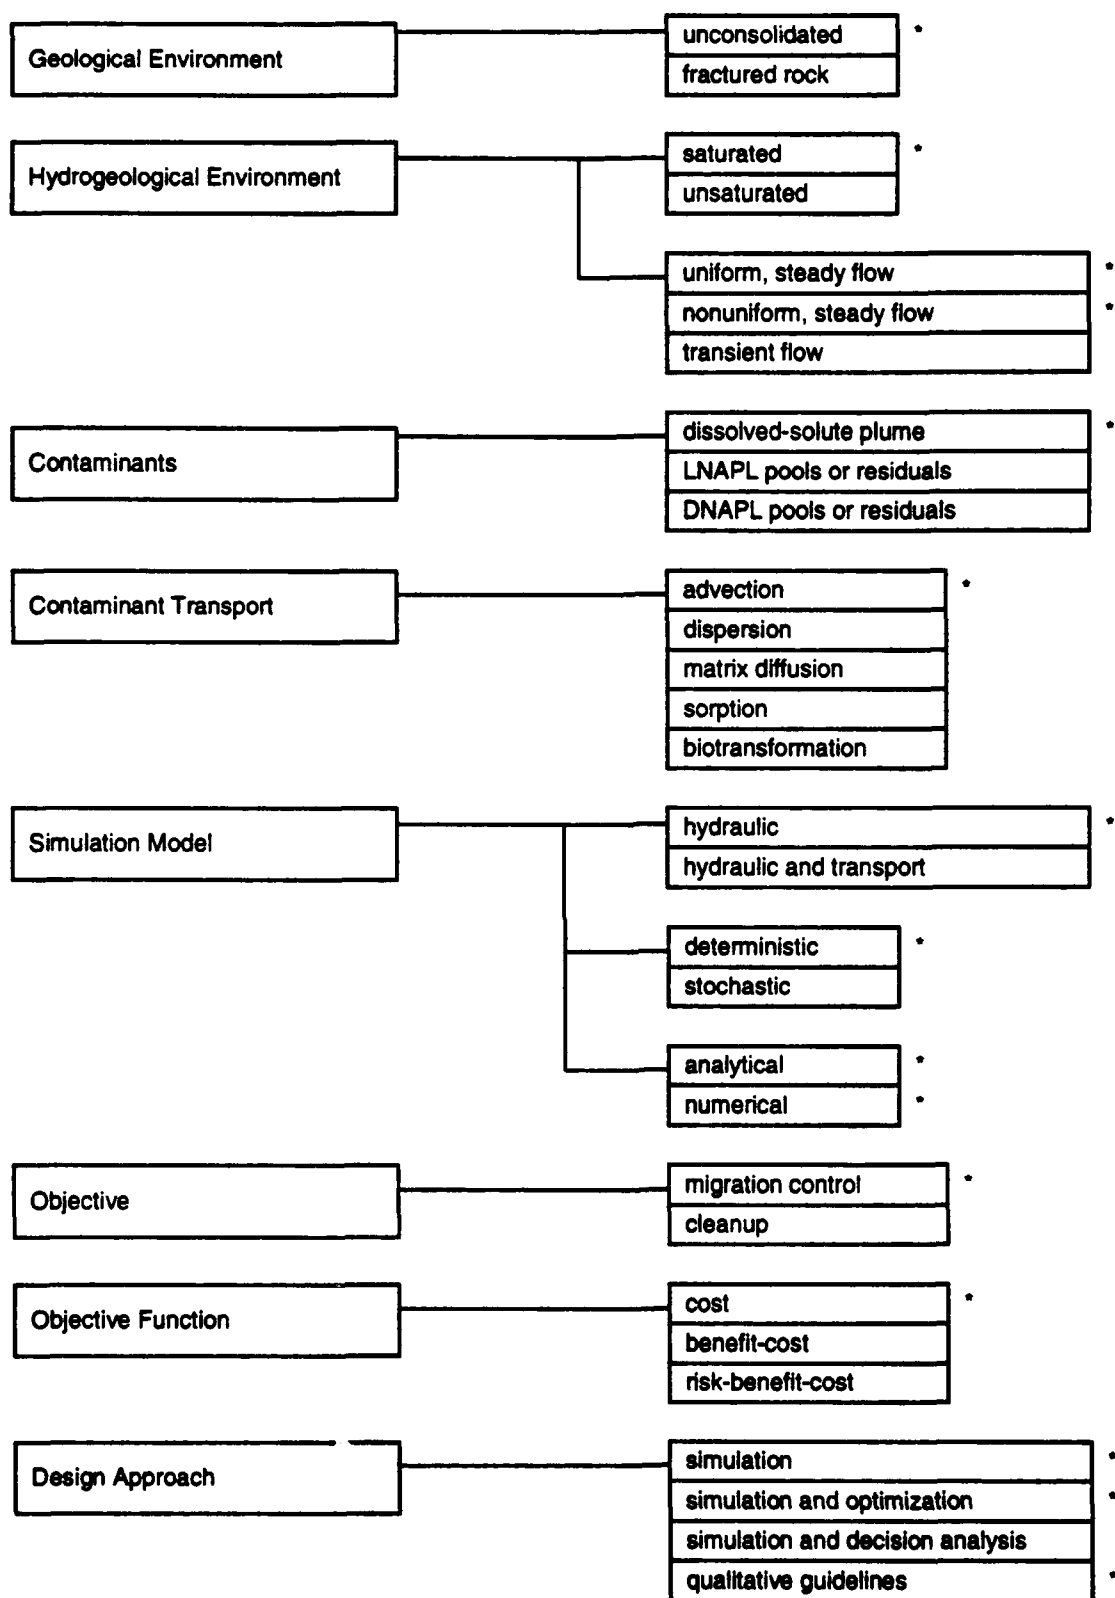 Geological Environment
unconsolidated *
fractured rock
Hydrogeological Environment
saturated *
unsaturated
uniform, steady flow *
nonuniform, steady flow *
transient flow
Contaminants
dissolved-solute plume *
LNAPL pools or residuals
DNAPL pools or residuals
Contaminant Transport
advection *
dispersion
matrix diffusion
sorption
biotransformation
Simulation Model
hydraulic *
hydraulic and transport
deterministic *
stochastic
analytical *
numerical *
Objective
migration control *
cleanup
Objective Function
cost *
benefit-cost
risk-benefit-cost
Design Approach
simulation *
simulation and optimization *
simulation and decision analysis
qualitative guidelines *